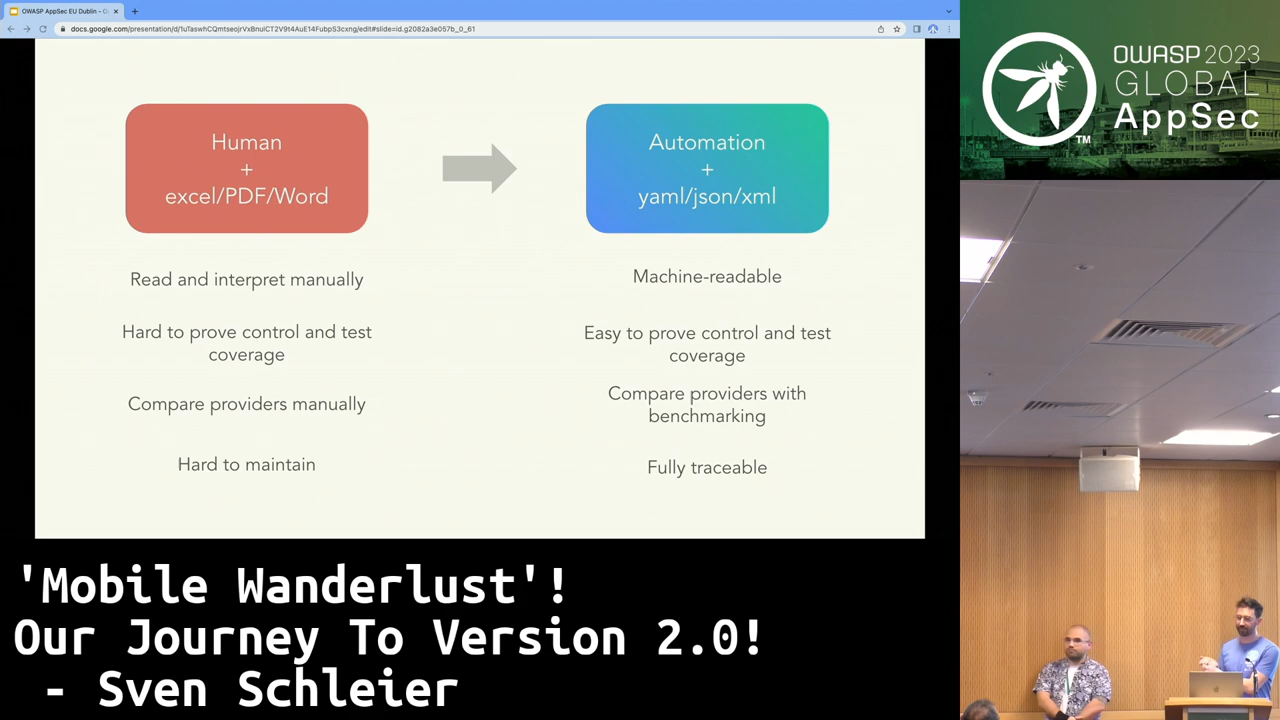 OWASP AppSec EU Dublin - 
docs.google.com/presentation/d/1uTaswhCQmtseojrVxBnuiCT2V9t4AuE14FubpS3cxng/edit#slide=id.g2082a3e057b_0_61
Human
+
excel/PDF/Word
Read and interpret manually
Hard to prove control and test
coverage
Compare providers manually
Hard to maintain
Automation
+
yaml/json/xml
Machine-readable
Easy to prove control and test
coverage
Compare providers with
benchmarking
Fully traceable
OWASP 2023
GLOBAL
AppSec
TM
'Mobile Wanderlust'!
Our Journey To Version 2.0!
- Sven Schleier